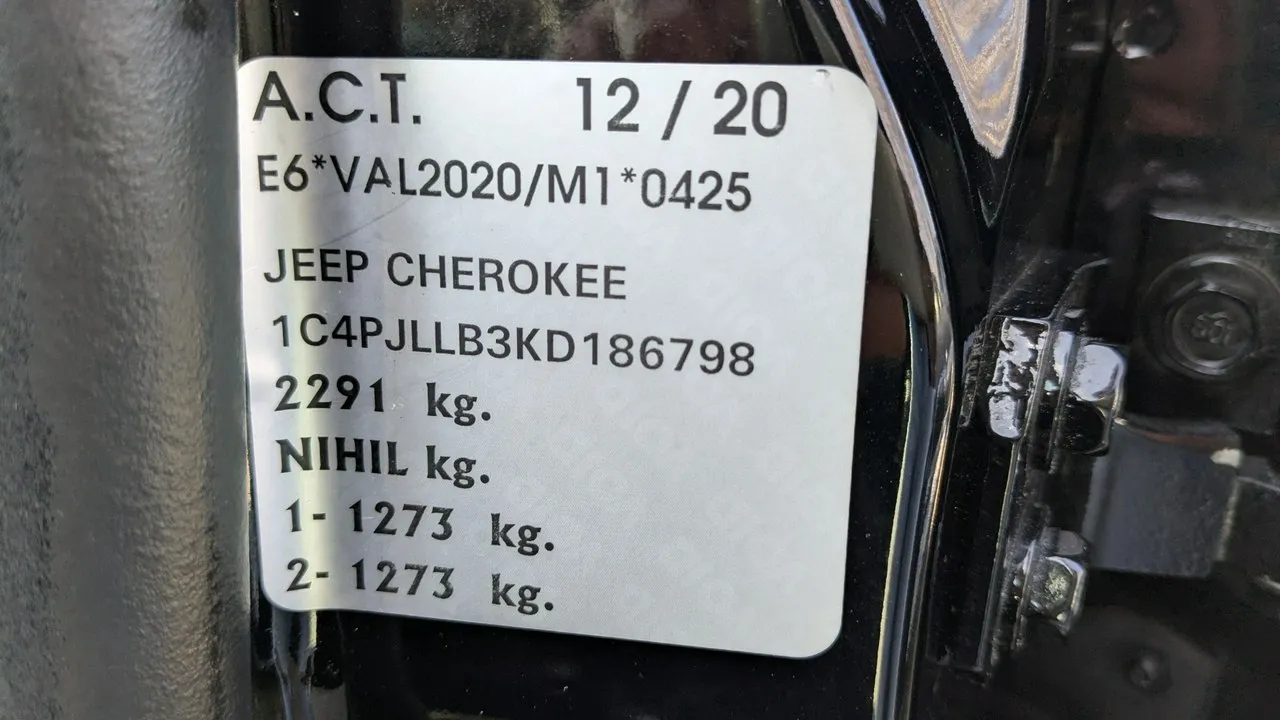 A.C.T. 12 / 20
E6*VAL2020/M1*0425
JEEP CHEROKEE
1C4PJLLB3KD186798
2291 kg.
NIHIL kg.
1- 1273 kg.
2- 1273 kg.